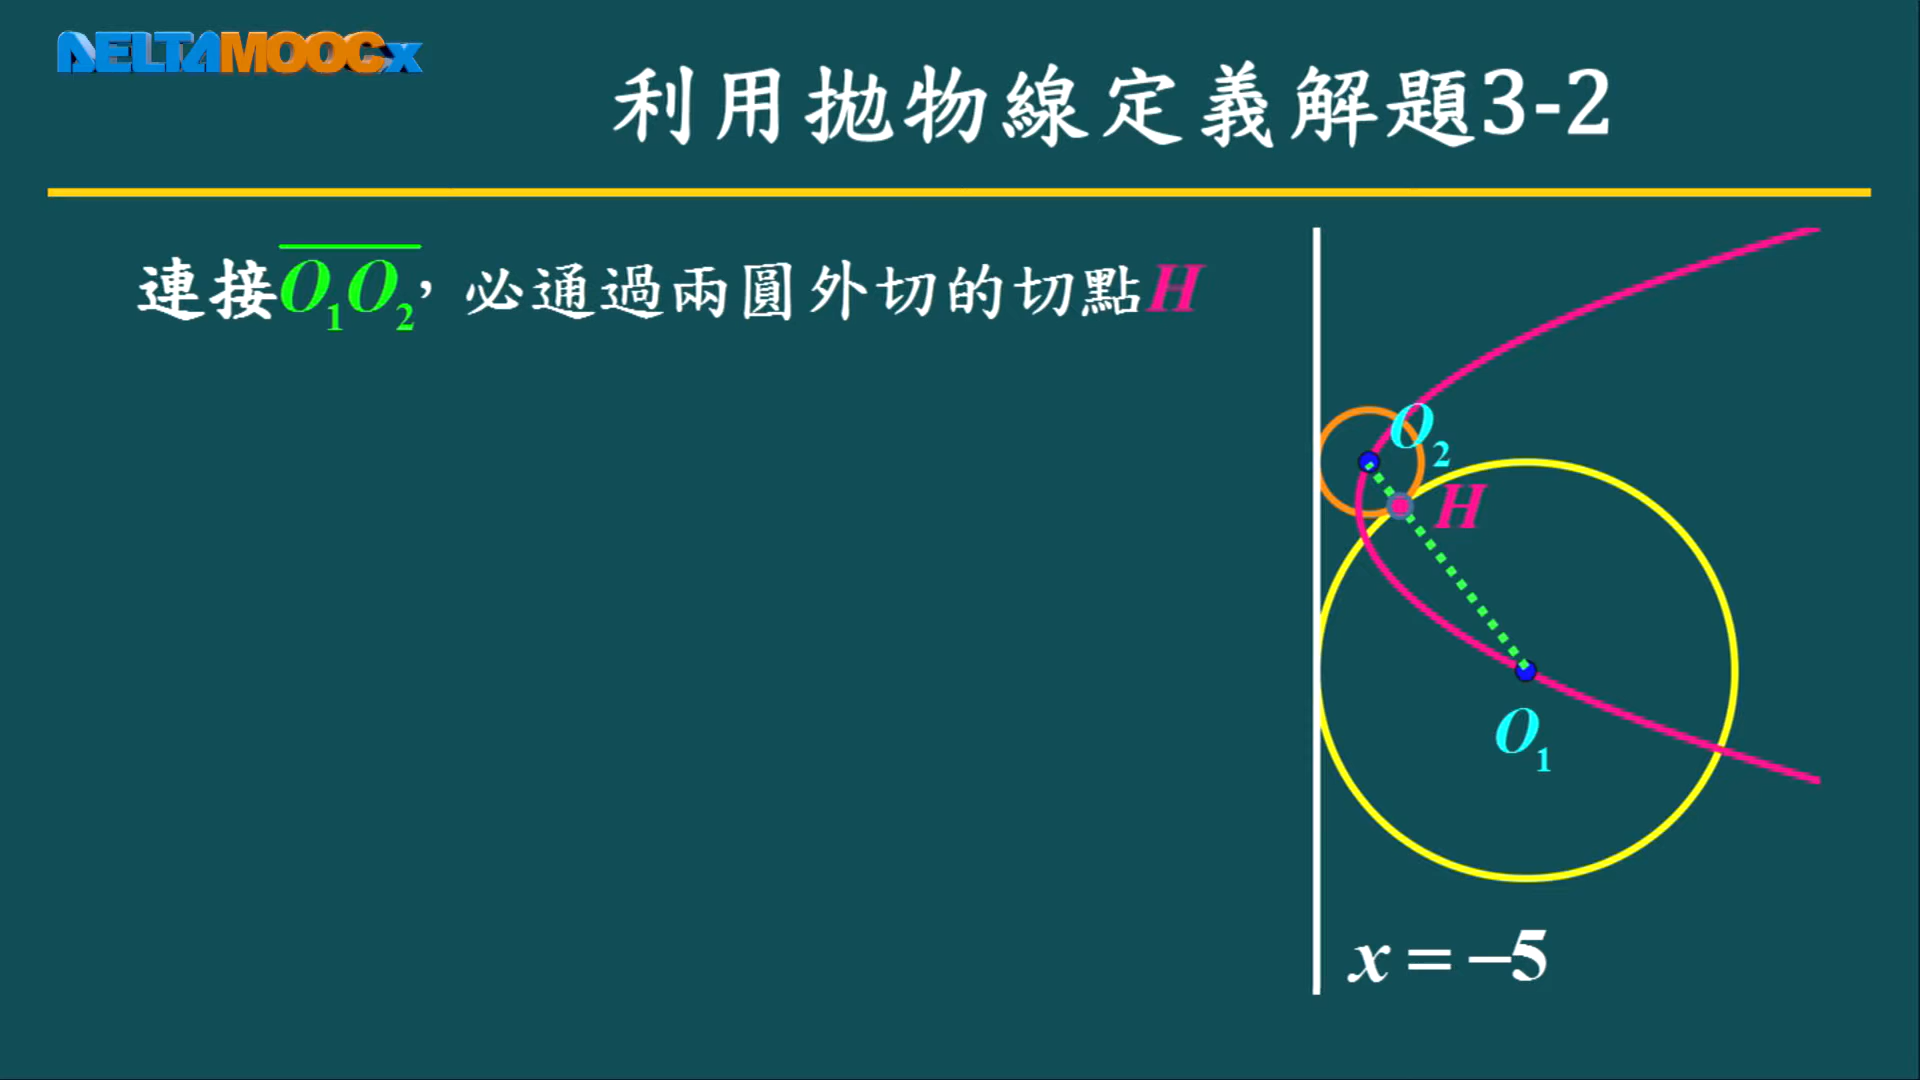 DELTAMOOCx
利用拋物線定義解題3-2
連接O₁O₂，必通過兩圓外切的切點H
O₂
H
O₁
x = −5